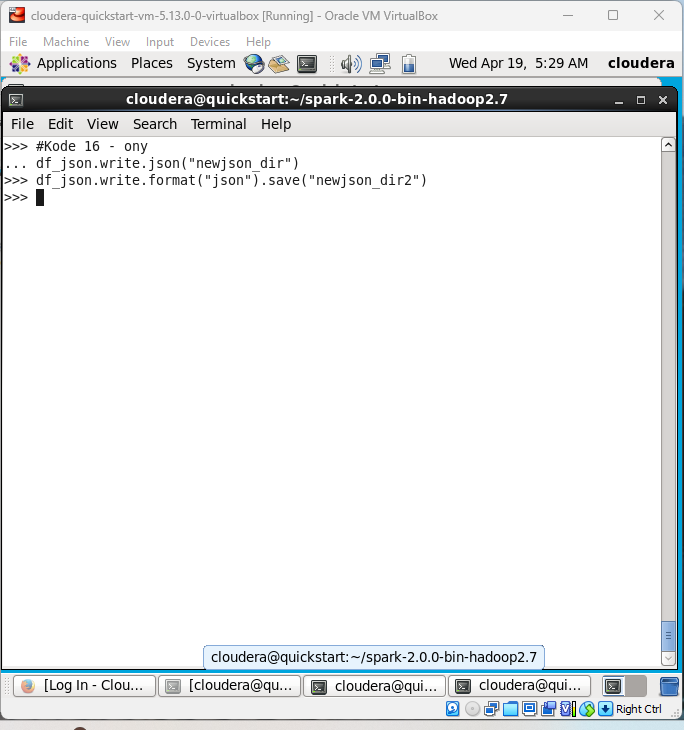 cloudera-quickstart-vm-5.13.0-0-virtualbox [Running] - Oracle VM VirtualBox
File Machine View Input Devices Help
Applications Places System Wed Apr 19, 5:29 AM cloudera
cloudera@quickstart:~/spark-2.0.0-bin-hadoop2.7
File Edit View Search Terminal Help
>>> #Kode 16 - ony
... df_json.write.json("newjson_dir")
>>> df_json.write.format("json").save("newjson_dir2")
>>>
cloudera@quickstart:~/spark-2.0.0-bin-hadoop2.7
[Log In - Clou... [cloudera@qu... cloudera@qui... cloudera@qui...
Right Ctrl